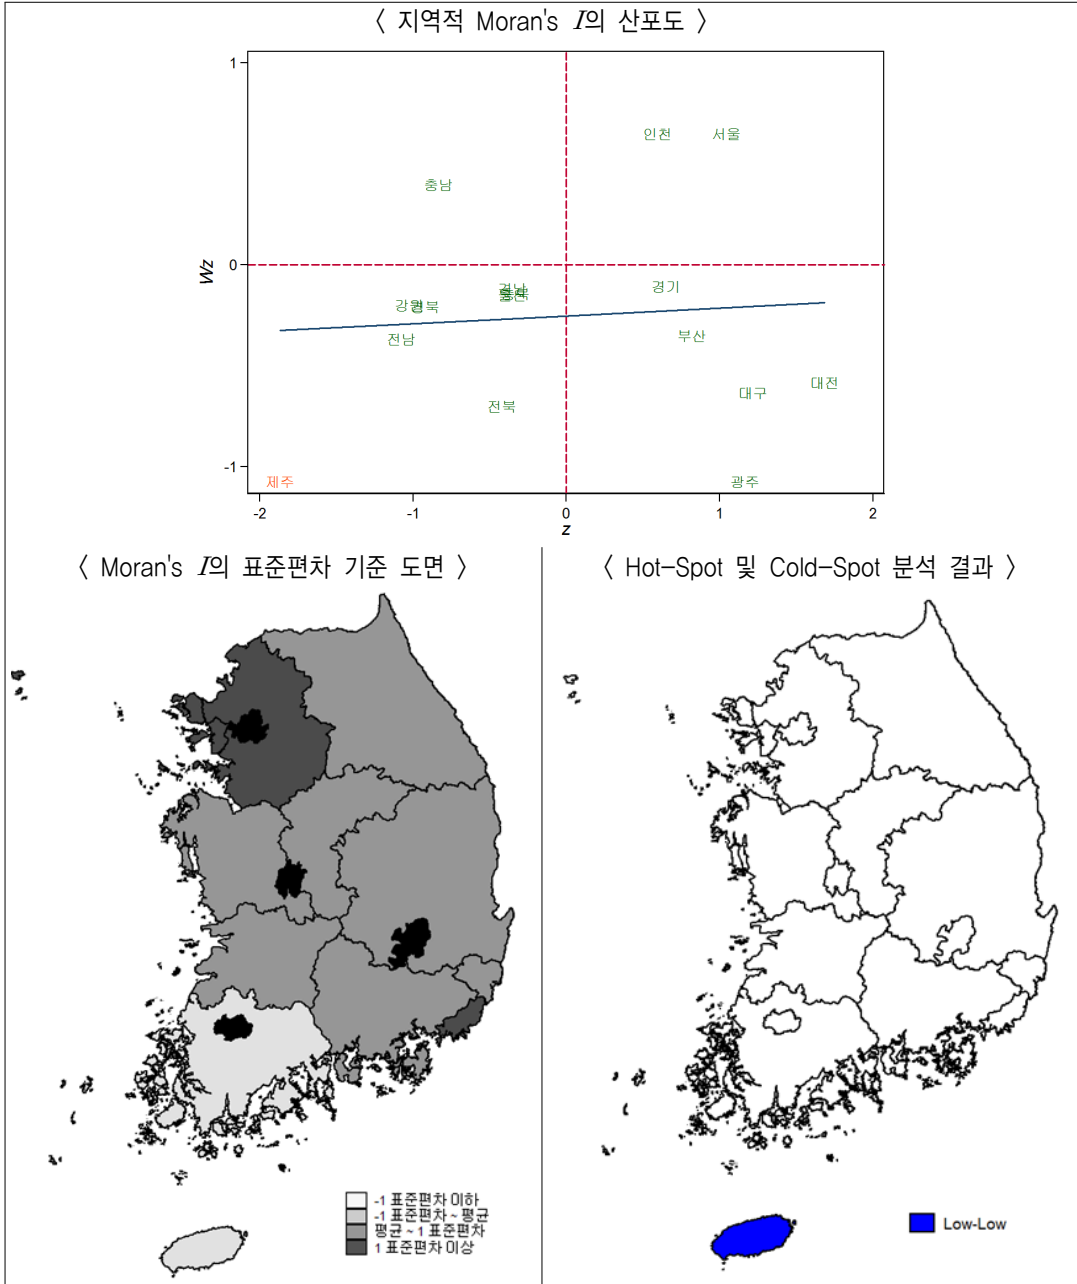 〈 지역적 Moran's I의 산포도 〉
1
인천
서울
충남
0
Wz
경남
경기
강원
경북
전남
부산
대전
대구
전북
-1
제주
광주
-2
-1
0
1
2
z
〈 Moran's I의 표준편차 기준 도면 〉
〈 Hot-Spot 및 Cold-Spot 분석 결과 〉
-1 표준편차 이하
-1 표준편차 ~ 평균
평균 ~ 1 표준편차
1 표준편차 이상
Low-Low